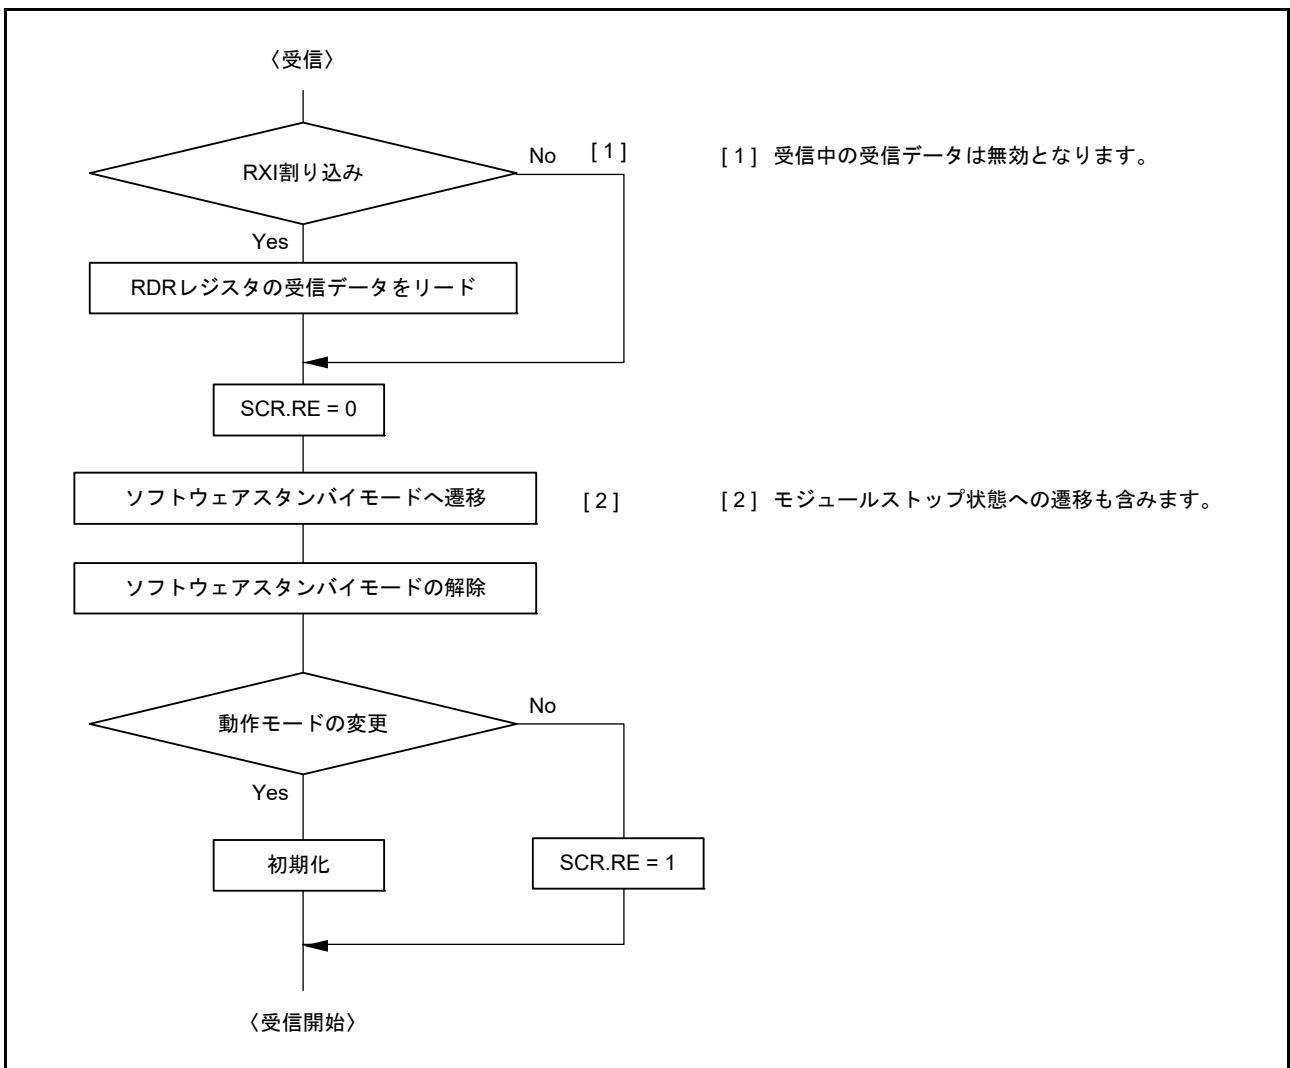 〈受信〉
RXI割り込み
No [ 1 ]
[ 1 ] 受信中の受信データは無効となります。
Yes
RDRレジスタの受信データをリード
SCR.RE = 0
ソフトウェアスタンバイモードへ遷移
[ 2 ]
[ 2 ] モジュールストップ状態への遷移も含みます。
ソフトウェアスタンバイモードの解除
動作モードの変更
No
Yes
初期化
SCR.RE = 1
〈受信開始〉